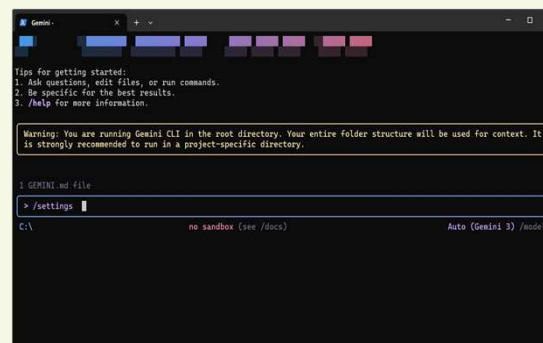 Gemini -
Tips for getting started:
1. Ask questions, edit files, or run commands.
2. Be specific for the best results.
3. /help for more information.
Warning: You are running Gemini CLI in the root directory. Your entire folder structure will be used for context. It
is strongly recommended to run in a project-specific directory.
1 GEMINI.md file
> /settings
C:\ no sandbox (see /docs) Auto (Gemini 3) /mode